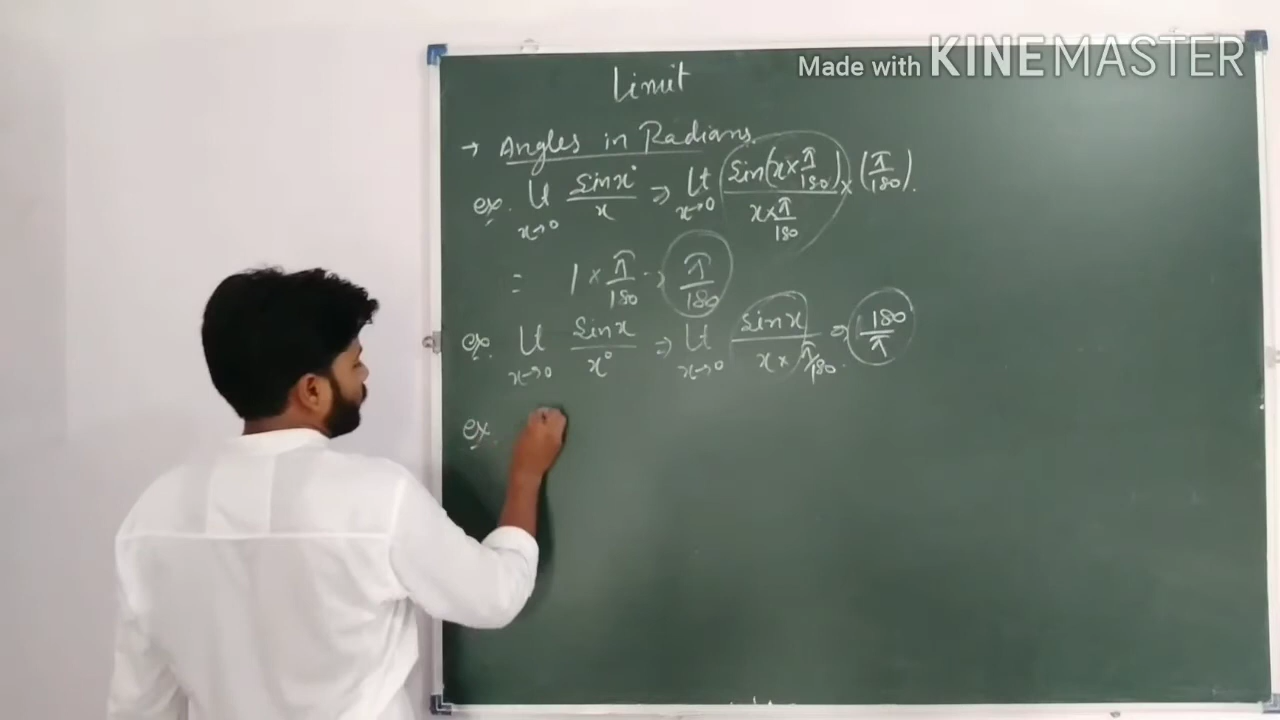 Made with KINEMASTER
Limit
→ Angles in Radians.
ex. Lt x→0 sinx°/x ⇒ Lt x→0 sin(x×π/180)/x×π/180 × (π/180).
= 1 × π/180 → π/180
ex. Lt x→0 sinx/x° ⇒ Lt x→0 sinx/x × π/180. ⇒ 180/π
ex.